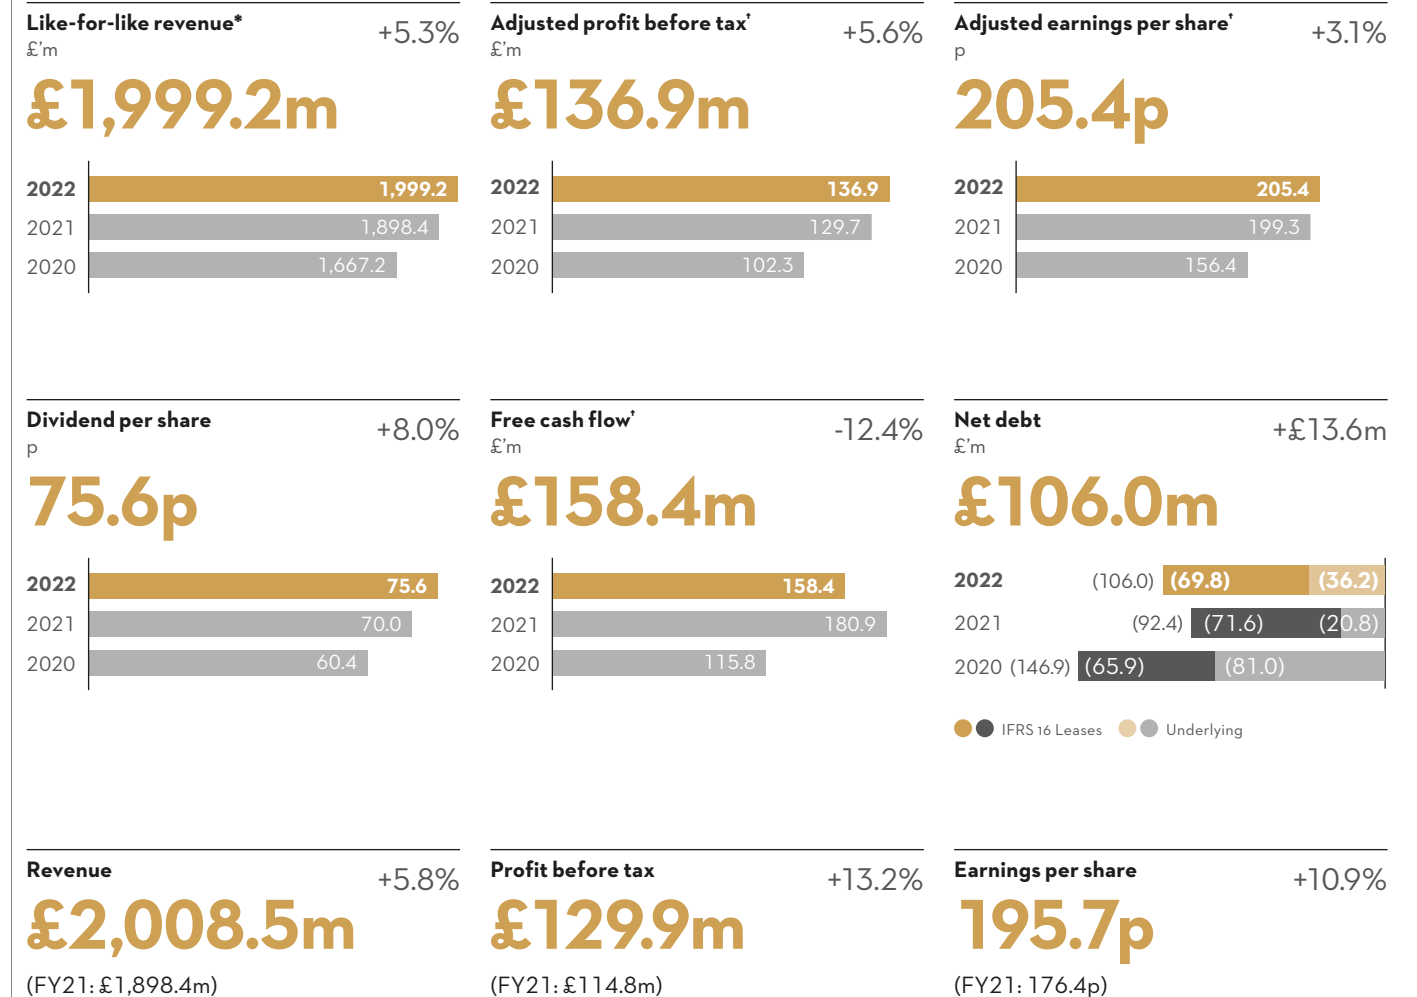 Like-for-like revenue*
£'m
+5.3%
£1,999.2m
2022 1,999.2
2021 1,898.4
2020 1,667.2
Adjusted profit before tax†
£'m
+5.6%
£136.9m
2022 136.9
2021 129.7
2020 102.3
Adjusted earnings per share†
p
+3.1%
205.4p
2022 205.4
2021 199.3
2020 156.4
Dividend per share
p
+8.0%
75.6p
2022 75.6
2021 70.0
2020 60.4
Free cash flow†
£'m
-12.4%
£158.4m
2022 158.4
2021 180.9
2020 115.8
Net debt
£'m
+£13.6m
£106.0m
2022 (106.0) (69.8) (36.2)
2021 (92.4) (71.6) (20.8)
2020 (146.9) (65.9) (81.0)
IFRS 16 Leases Underlying
Revenue
+5.8%
£2,008.5m
(FY21: £1,898.4m)
Profit before tax
+13.2%
£129.9m
(FY21: £114.8m)
Earnings per share
+10.9%
195.7p
(FY21: 176.4p)